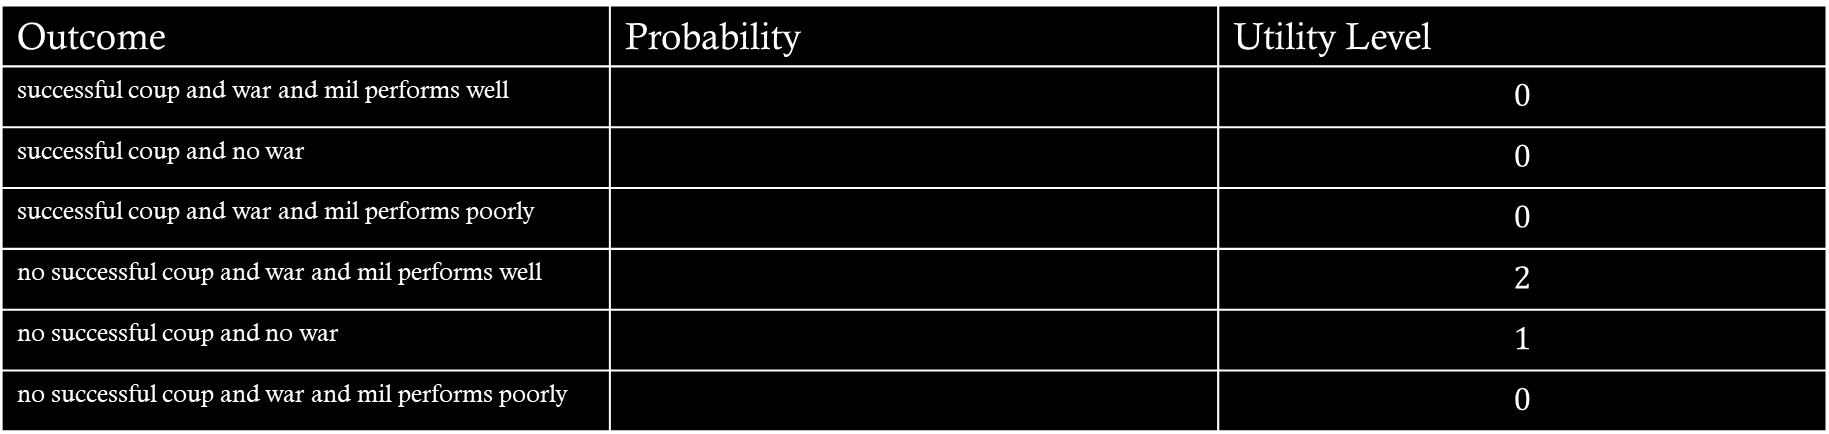 Outcome Probability Utility Level
successful coup and war and mil performs well 0
successful coup and no war 0
successful coup and war and mil performs poorly 0
no successful coup and war and mil performs well 2
no successful coup and no war 1
no successful coup and war and mil performs poorly 0